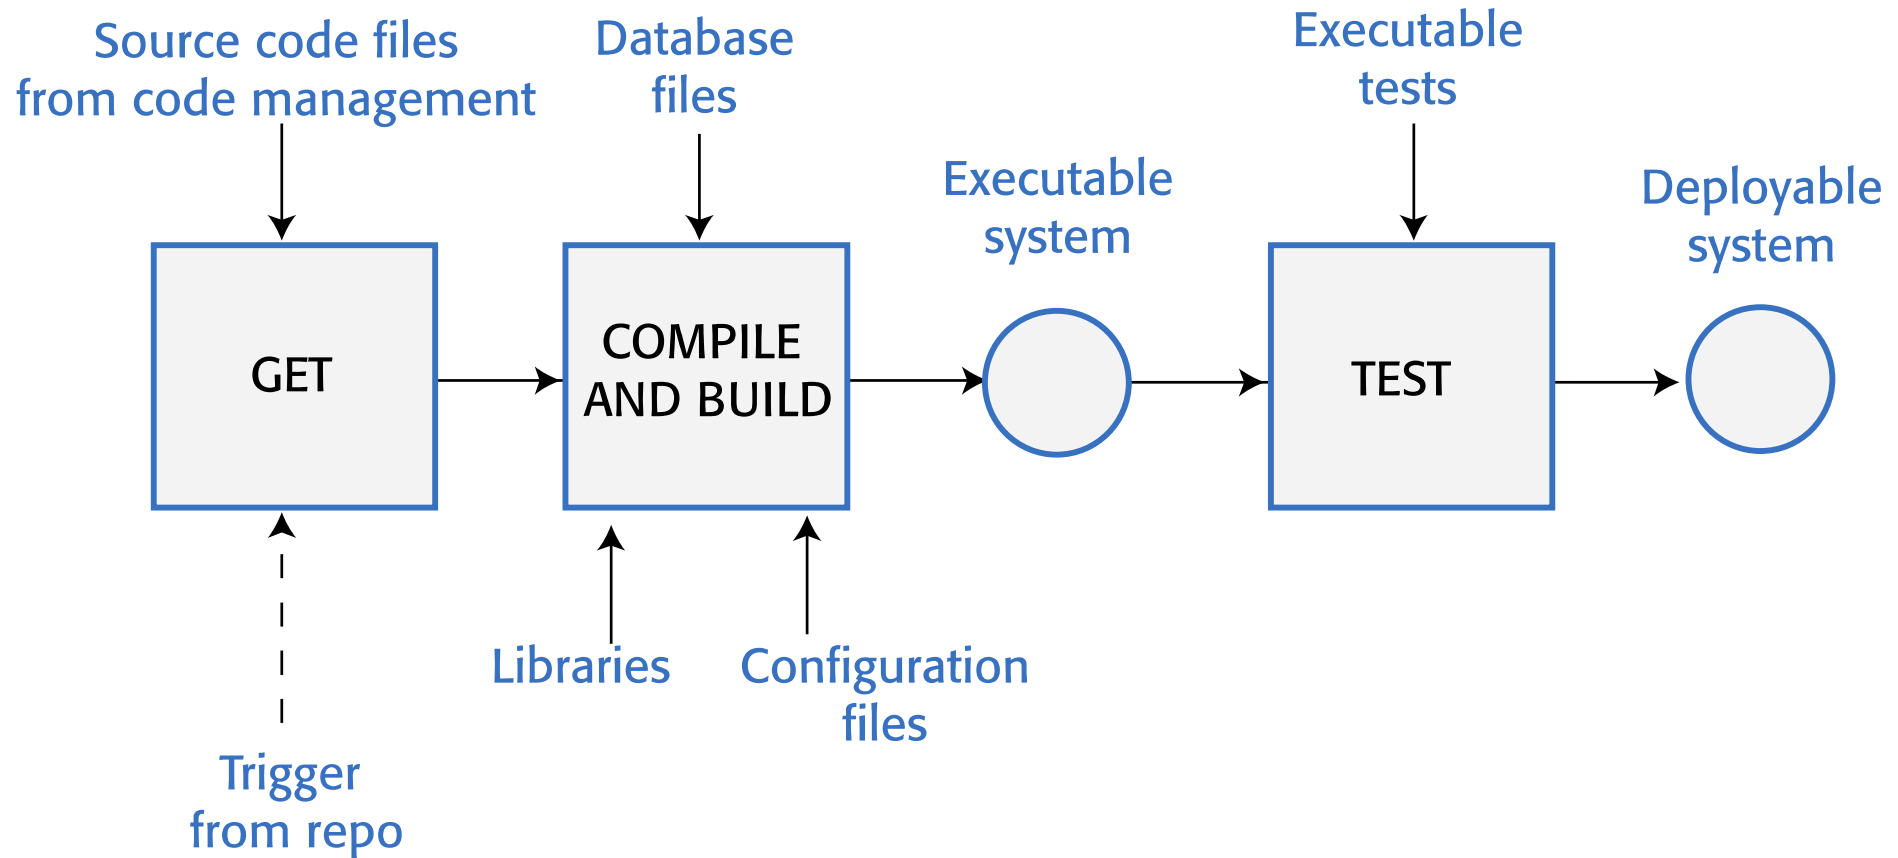 Source code files
from code management
Database
files
Executable
tests
Executable
system
Deployable
system
GET
COMPILE
AND BUILD
TEST
Libraries
Configuration
files
Trigger
from repo